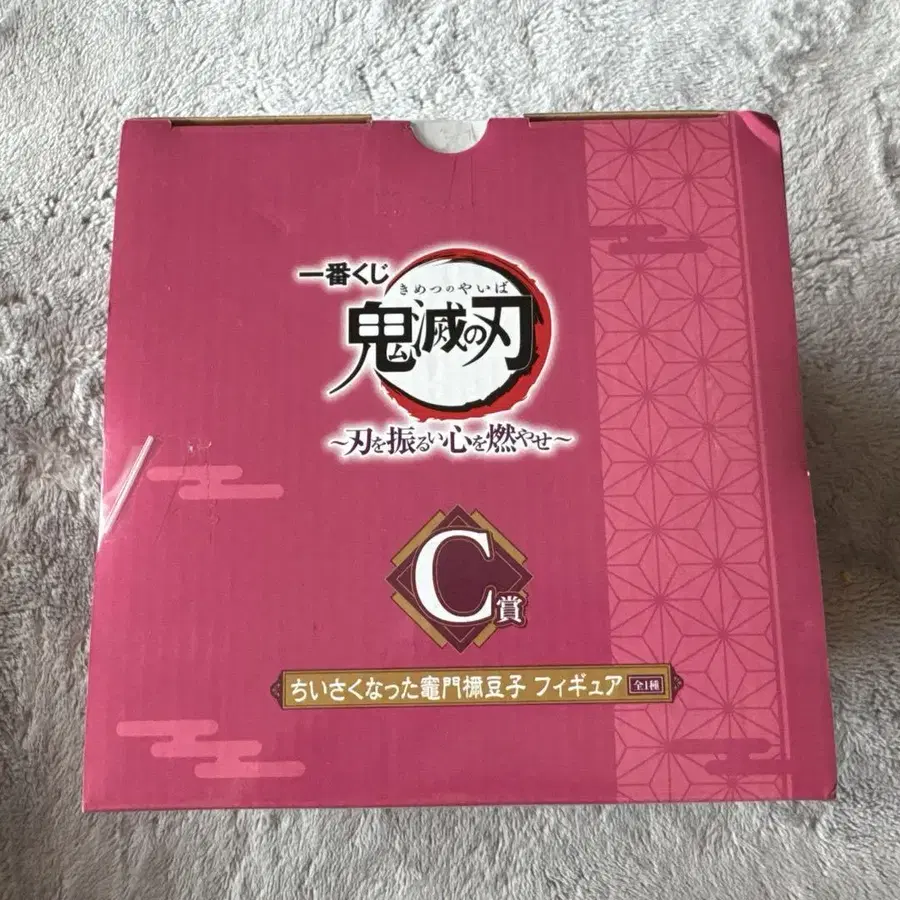 一番くじ
きめつのやいば
鬼滅の刃
～刃を振るい心を燃やせ～
C賞
ちいさくなった竈門禰豆子 フィギュア 全1種